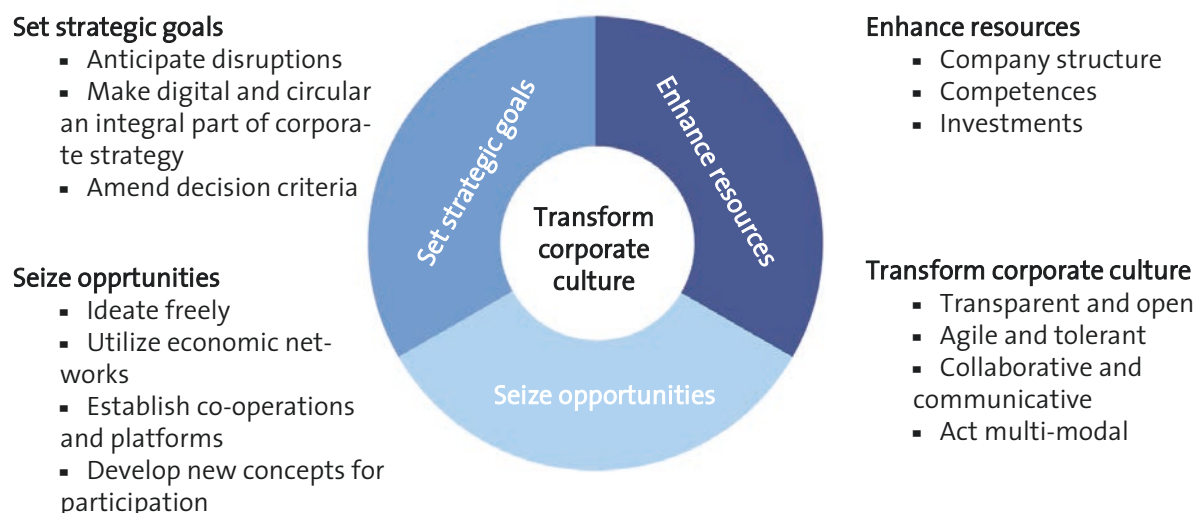 Set strategic goals
▪ Anticipate disruptions
▪ Make digital and circular
an integral part of corpora-
te strategy
▪ Amend decision criteria
Seize opprtunities
▪ Ideate freely
▪ Utilize economic net-
works
▪ Establish co-operations
and platforms
▪ Develop new concepts for
participation
Set strategic goals
Enhance resources
Transform
corporate
culture
Seize opportunities
Enhance resources
▪ Company structure
▪ Competences
▪ Investments
Transform corporate culture
▪ Transparent and open
▪ Agile and tolerant
▪ Collaborative and
communicative
▪ Act multi-modal